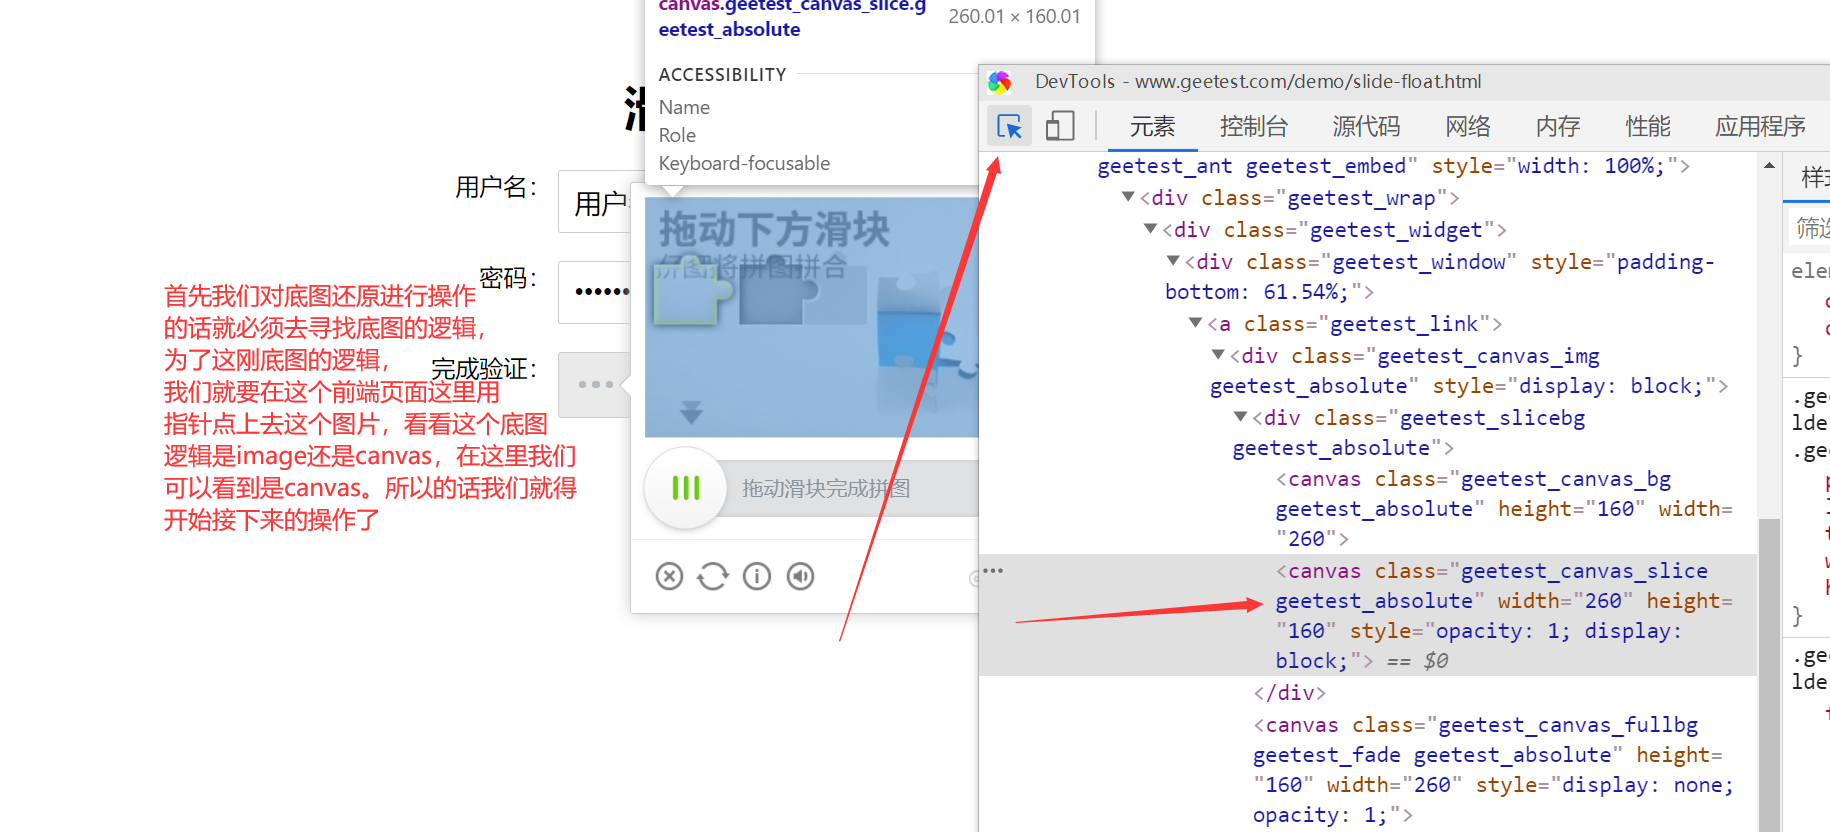 canvas.geetest_canvas_slice.g
eetest_absolute
260.01 × 160.01
ACCESSIBILITY
Name
Role
Keyboard-focusable
用户名：
用户
密码：
••••••
完成验证：
拖动下方滑块
将拼图拼合
拖动滑块完成拼图
首先我们对底图还原进行操作
的话就必须去寻找底图的逻辑，
为了这刚底图的逻辑，
我们就要在这个前端页面这里用
指针点上去这个图片，看看这个底图
逻辑是image还是canvas，在这里我们
可以看到是canvas。所以的话我们就得
开始接下来的操作了
DevTools - www.geetest.com/demo/slide-float.html
元素 控制台 源代码 网络 内存 性能 应用程序
geetest_ant geetest_embed" style="width: 100%;">
<div class="geetest_wrap">
<div class="geetest_widget">
<div class="geetest_window" style="padding-
bottom: 61.54%;">
<a class="geetest_link">
<div class="geetest_canvas_img
geetest_absolute" style="display: block;">
<div class="geetest_slicebg
geetest_absolute">
<canvas class="geetest_canvas_bg
geetest_absolute" height="160" width=
"260">
<canvas class="geetest_canvas_slice
geetest_absolute" width="260" height=
"160" style="opacity: 1; display:
block;"> == $0
</div>
<canvas class="geetest_canvas_fullbg
geetest_fade geetest_absolute" height=
"160" width="260" style="display: none;
opacity: 1;">
elem
}
.gee
lder
.gee
}
.gee
lder